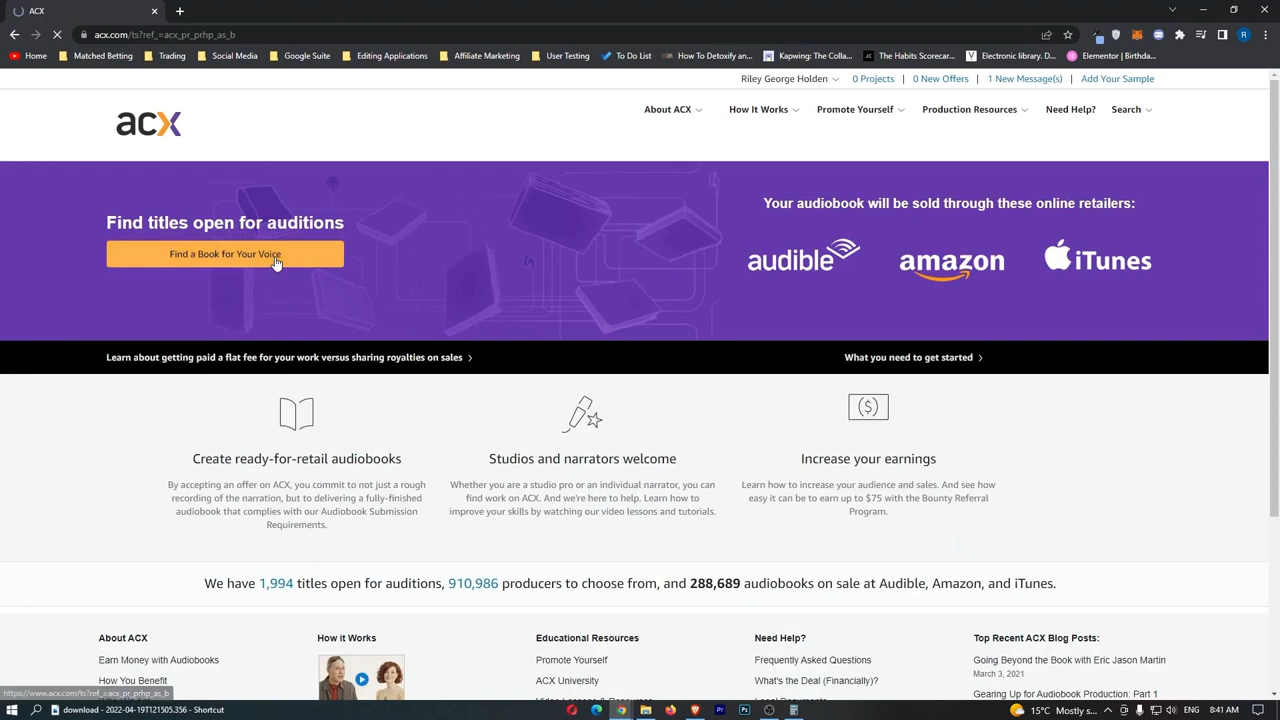 ACX
acx.com/ts?ref_=acx_pr_prhp_as_b
Home
Matched Betting
Trading
Social Media
Google Suite
Editing Applications
Affiliate Marketing
User Testing
To Do List
How To Detoxify an...
Kapwing: The Colla...
The Habits Scorecar...
Electronic library. D...
Elementor | Birthda...
Riley George Holden
0 Projects | 0 New Offers | 1 New Message(s) | Add Your Sample
acx
About ACX
How It Works
Promote Yourself
Production Resources
Need Help?
Search
Find titles open for auditions
Find a Book for Your Voice
Your audiobook will be sold through these online retailers:
audible
amazon
iTunes
Learn about getting paid a flat fee for your work versus sharing royalties on sales >
What you need to get started >
Create ready-for-retail audiobooks
By accepting an offer on ACX, you commit to not just a rough
recording of the narration, but to delivering a fully-finished
audiobook that complies with our Audiobook Submission
Requirements.
Studios and narrators welcome
Whether you are a studio pro or an individual narrator, you can
find work on ACX. And we're here to help. Learn how to
improve your skills by watching our video lessons and tutorials.
Increase your earnings
Learn how to increase your audience and sales. And see how
easy it can be to earn up to $75 with the Bounty Referral
Program.
We have 1,994 titles open for auditions, 910,986 producers to choose from, and 288,689 audiobooks on sale at Audible, Amazon, and iTunes.
About ACX
Earn Money with Audiobooks
How You Benefit
How it Works
Educational Resources
Promote Yourself
ACX University
Need Help?
Frequently Asked Questions
What's the Deal (Financially)?
Top Recent ACX Blog Posts:
Going Beyond the Book with Eric Jason Martin
March 3, 2021
Gearing Up for Audiobook Production: Part 1
https://www.acx.com/ts?ref_=acx_pr_prhp_as_b
download - 2022-04-19T121505.356 - Shortcut
15°C Mostly s...
ENG
8:41 AM